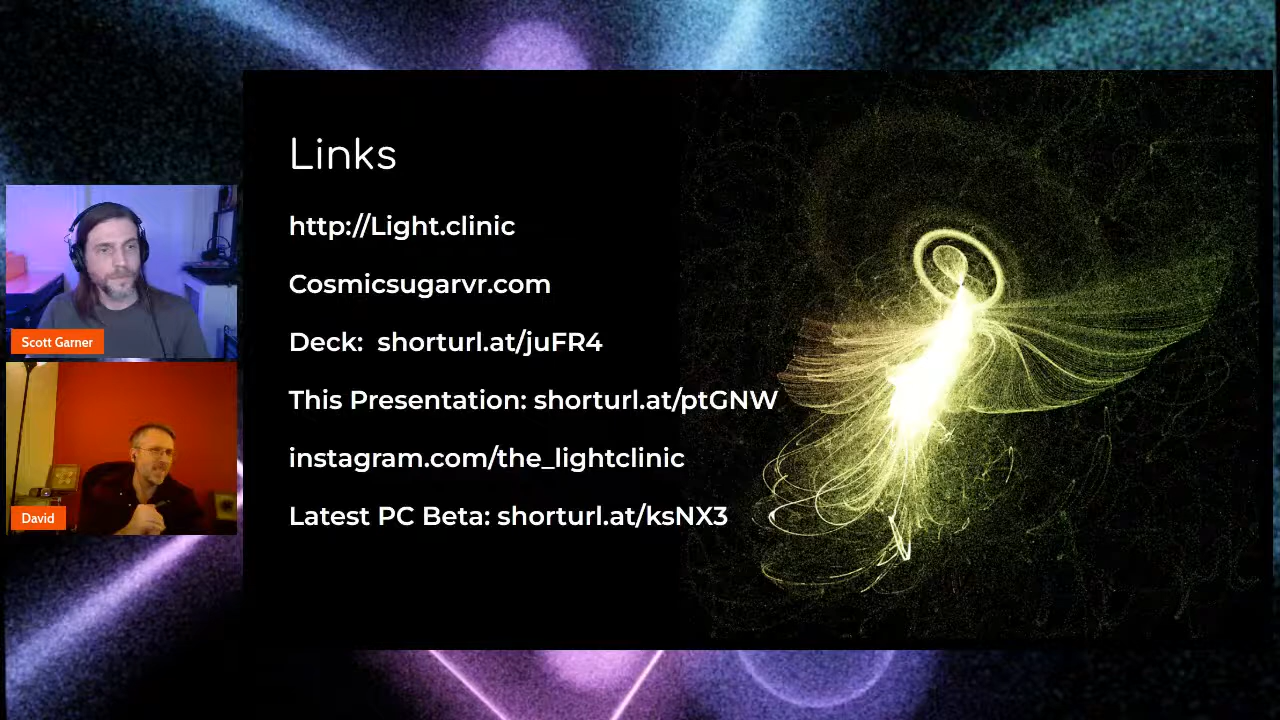 Links
http://Light.clinic
Cosmicsugarvr.com
Deck:  shorturl.at/juFR4
This Presentation: shorturl.at/ptGNW
instagram.com/the_lightclinic
Latest PC Beta: shorturl.at/ksNX3
Scott Garner
David